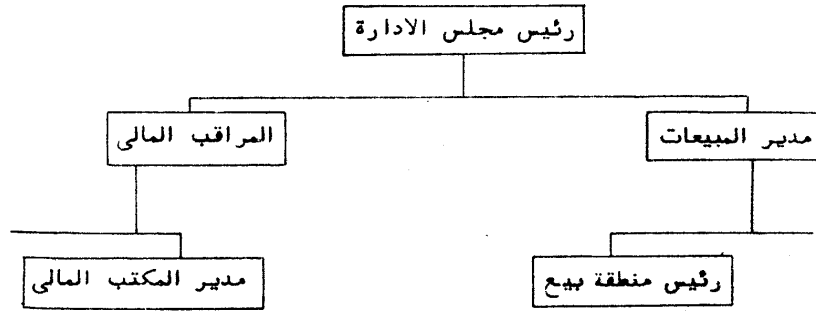 رئيس مجلس الادارة
مدير المبيعات
المراقب المالى
رئيس منطقة بيع
مدير المكتب المالى